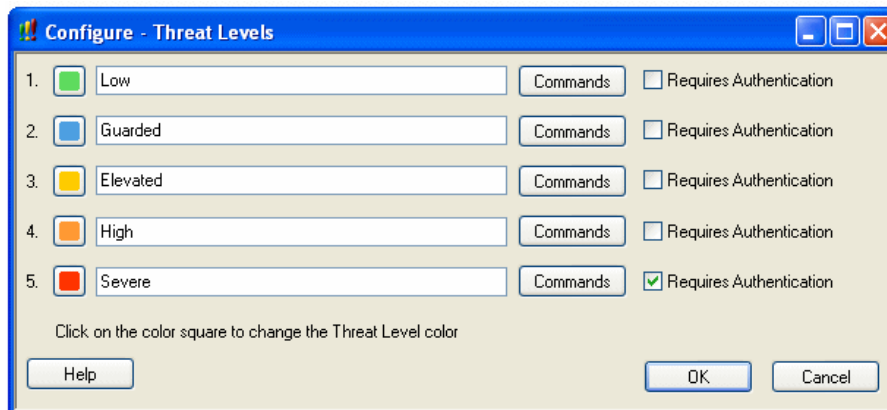 Configure - Threat Levels
1. Low Commands Requires Authentication
2. Guarded Commands Requires Authentication
3. Elevated Commands Requires Authentication
4. High Commands Requires Authentication
5. Severe Commands Requires Authentication
Click on the color square to change the Threat Level color
Help OK Cancel